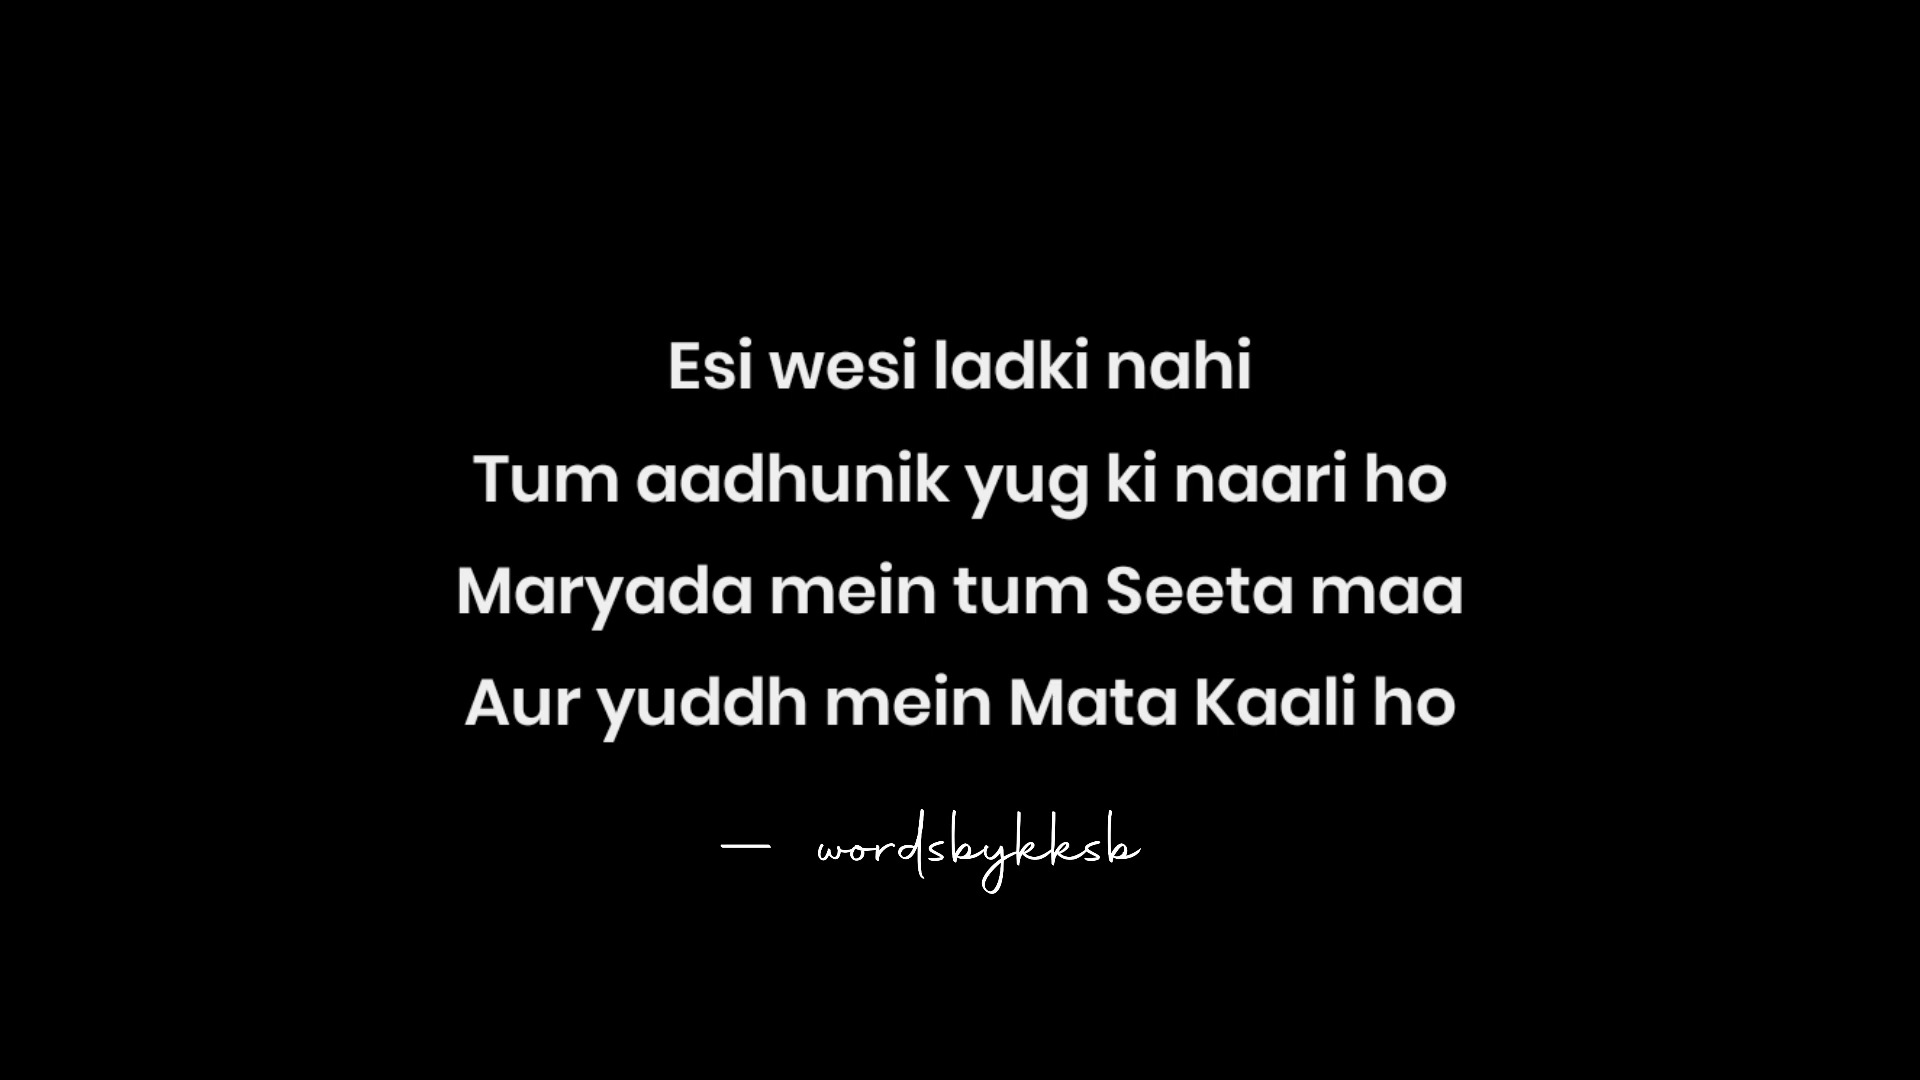 Esi wesi ladki nahi
Tum aadhunik yug ki naari ho
Maryada mein tum Seeta maa
Aur yuddh mein Mata Kaali ho
— wordsbykksb